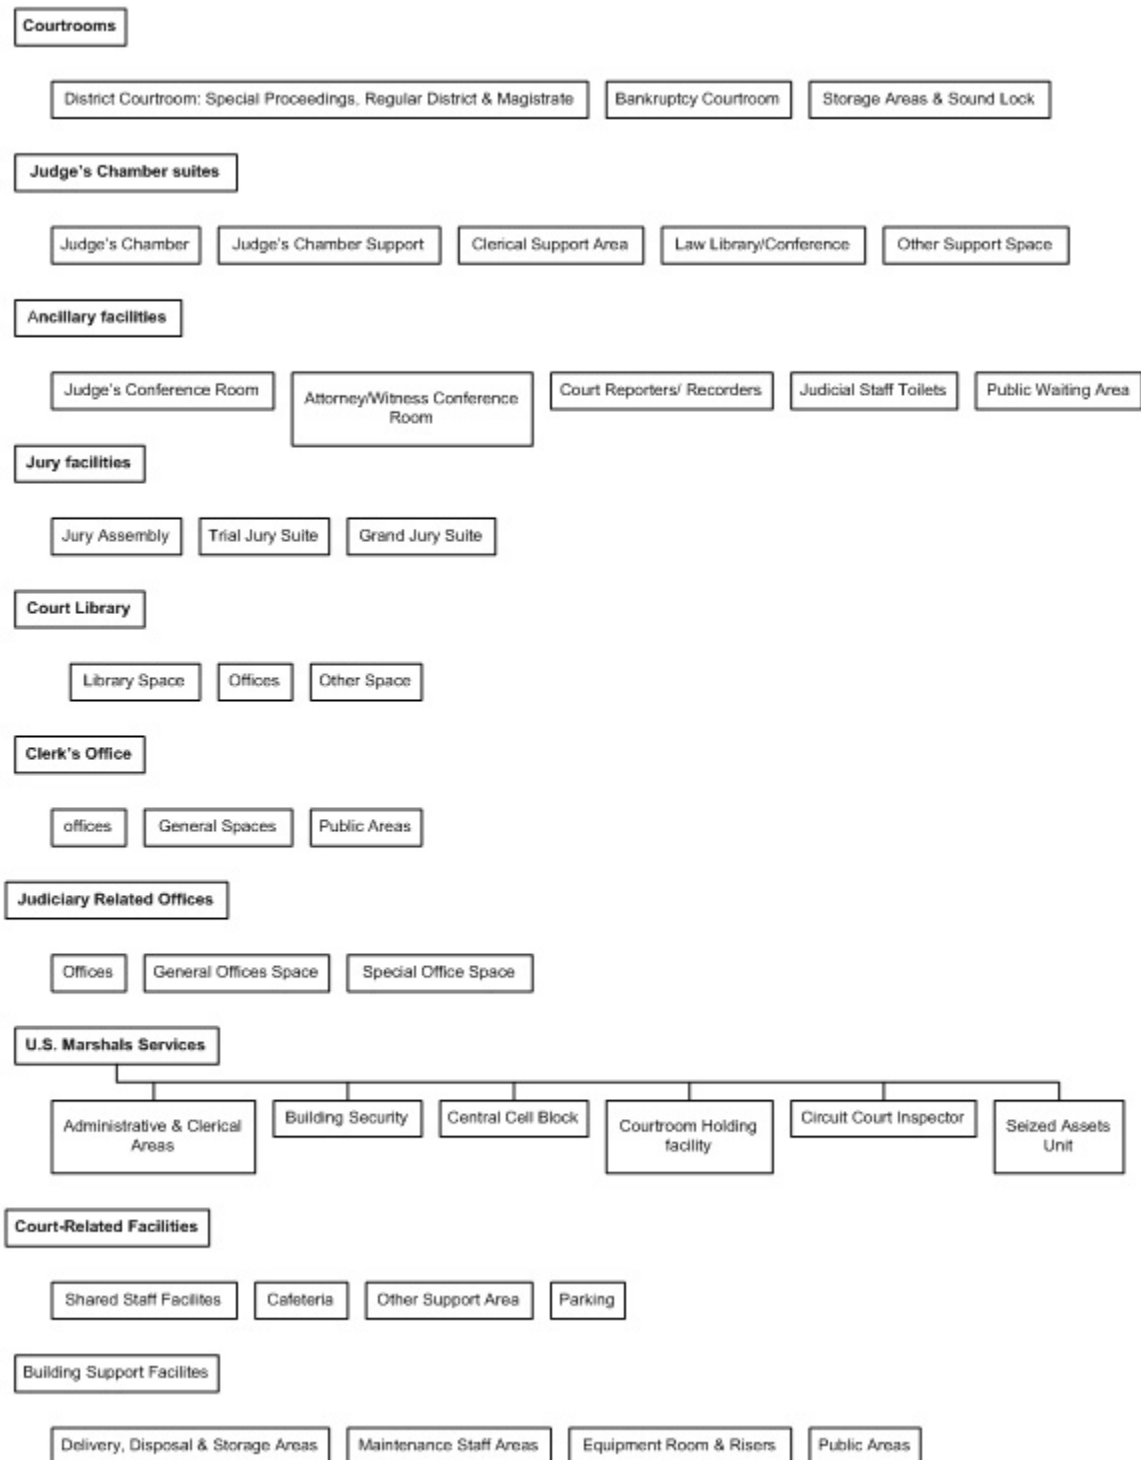 Courtrooms
District Courtroom: Special Proceedings, Regular District & Magistrate
Bankruptcy Courtroom
Storage Areas & Sound Lock
Judge's Chamber suites
Judge's Chamber
Judge's Chamber Support
Clerical Support Area
Law Library/Conference
Other Support Space
Ancillary facilities
Judge's Conference Room
Attorney/Witness Conference
Room
Court Reporters/ Recorders
Judicial Staff Toilets
Public Waiting Area
Jury facilities
Jury Assembly
Trial Jury Suite
Grand Jury Suite
Court Library
Library Space
Offices
Other Space
Clerk's Office
offices
General Spaces
Public Areas
Judiciary Related Offices
Offices
General Offices Space
Special Office Space
U.S. Marshals Services
Administrative & Clerical
Areas
Building Security
Central Cell Block
Courtroom Holding
facility
Circuit Court Inspector
Seized Assets
Unit
Court-Related Facilities
Shared Staff Facilites
Cafeteria
Other Support Area
Parking
Building Support Facilites
Delivery, Disposal & Storage Areas
Maintenance Staff Areas
Equipment Room & Risers
Public Areas